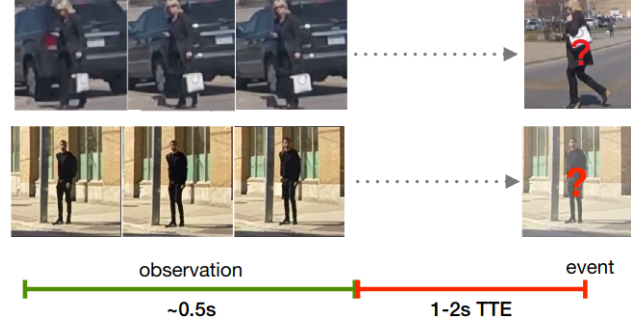 ?
?
observation
event
~0.5s
1-2s TTE